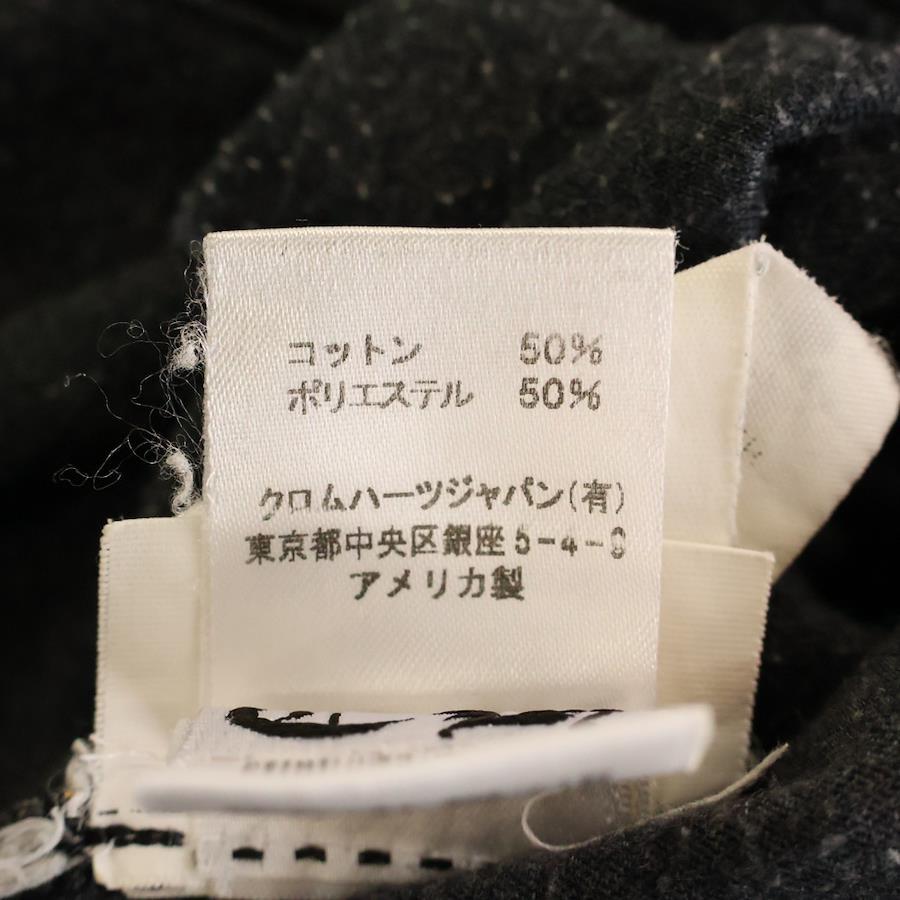 コットン 50%
ポリエステル 50%
クロムハーツジャパン(有)
東京都中央区銀座5-4-9
アメリカ製